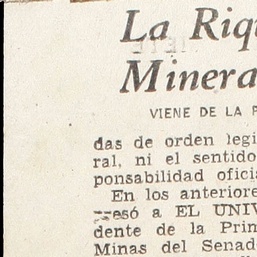 La Riq
Minera
VIENE DE LA P
das de orden legi
ral, ni el sentido
ponsabilidad ofici
En los anteriore
esó a EL UNIV
dente de la Prim
Minas del Senad